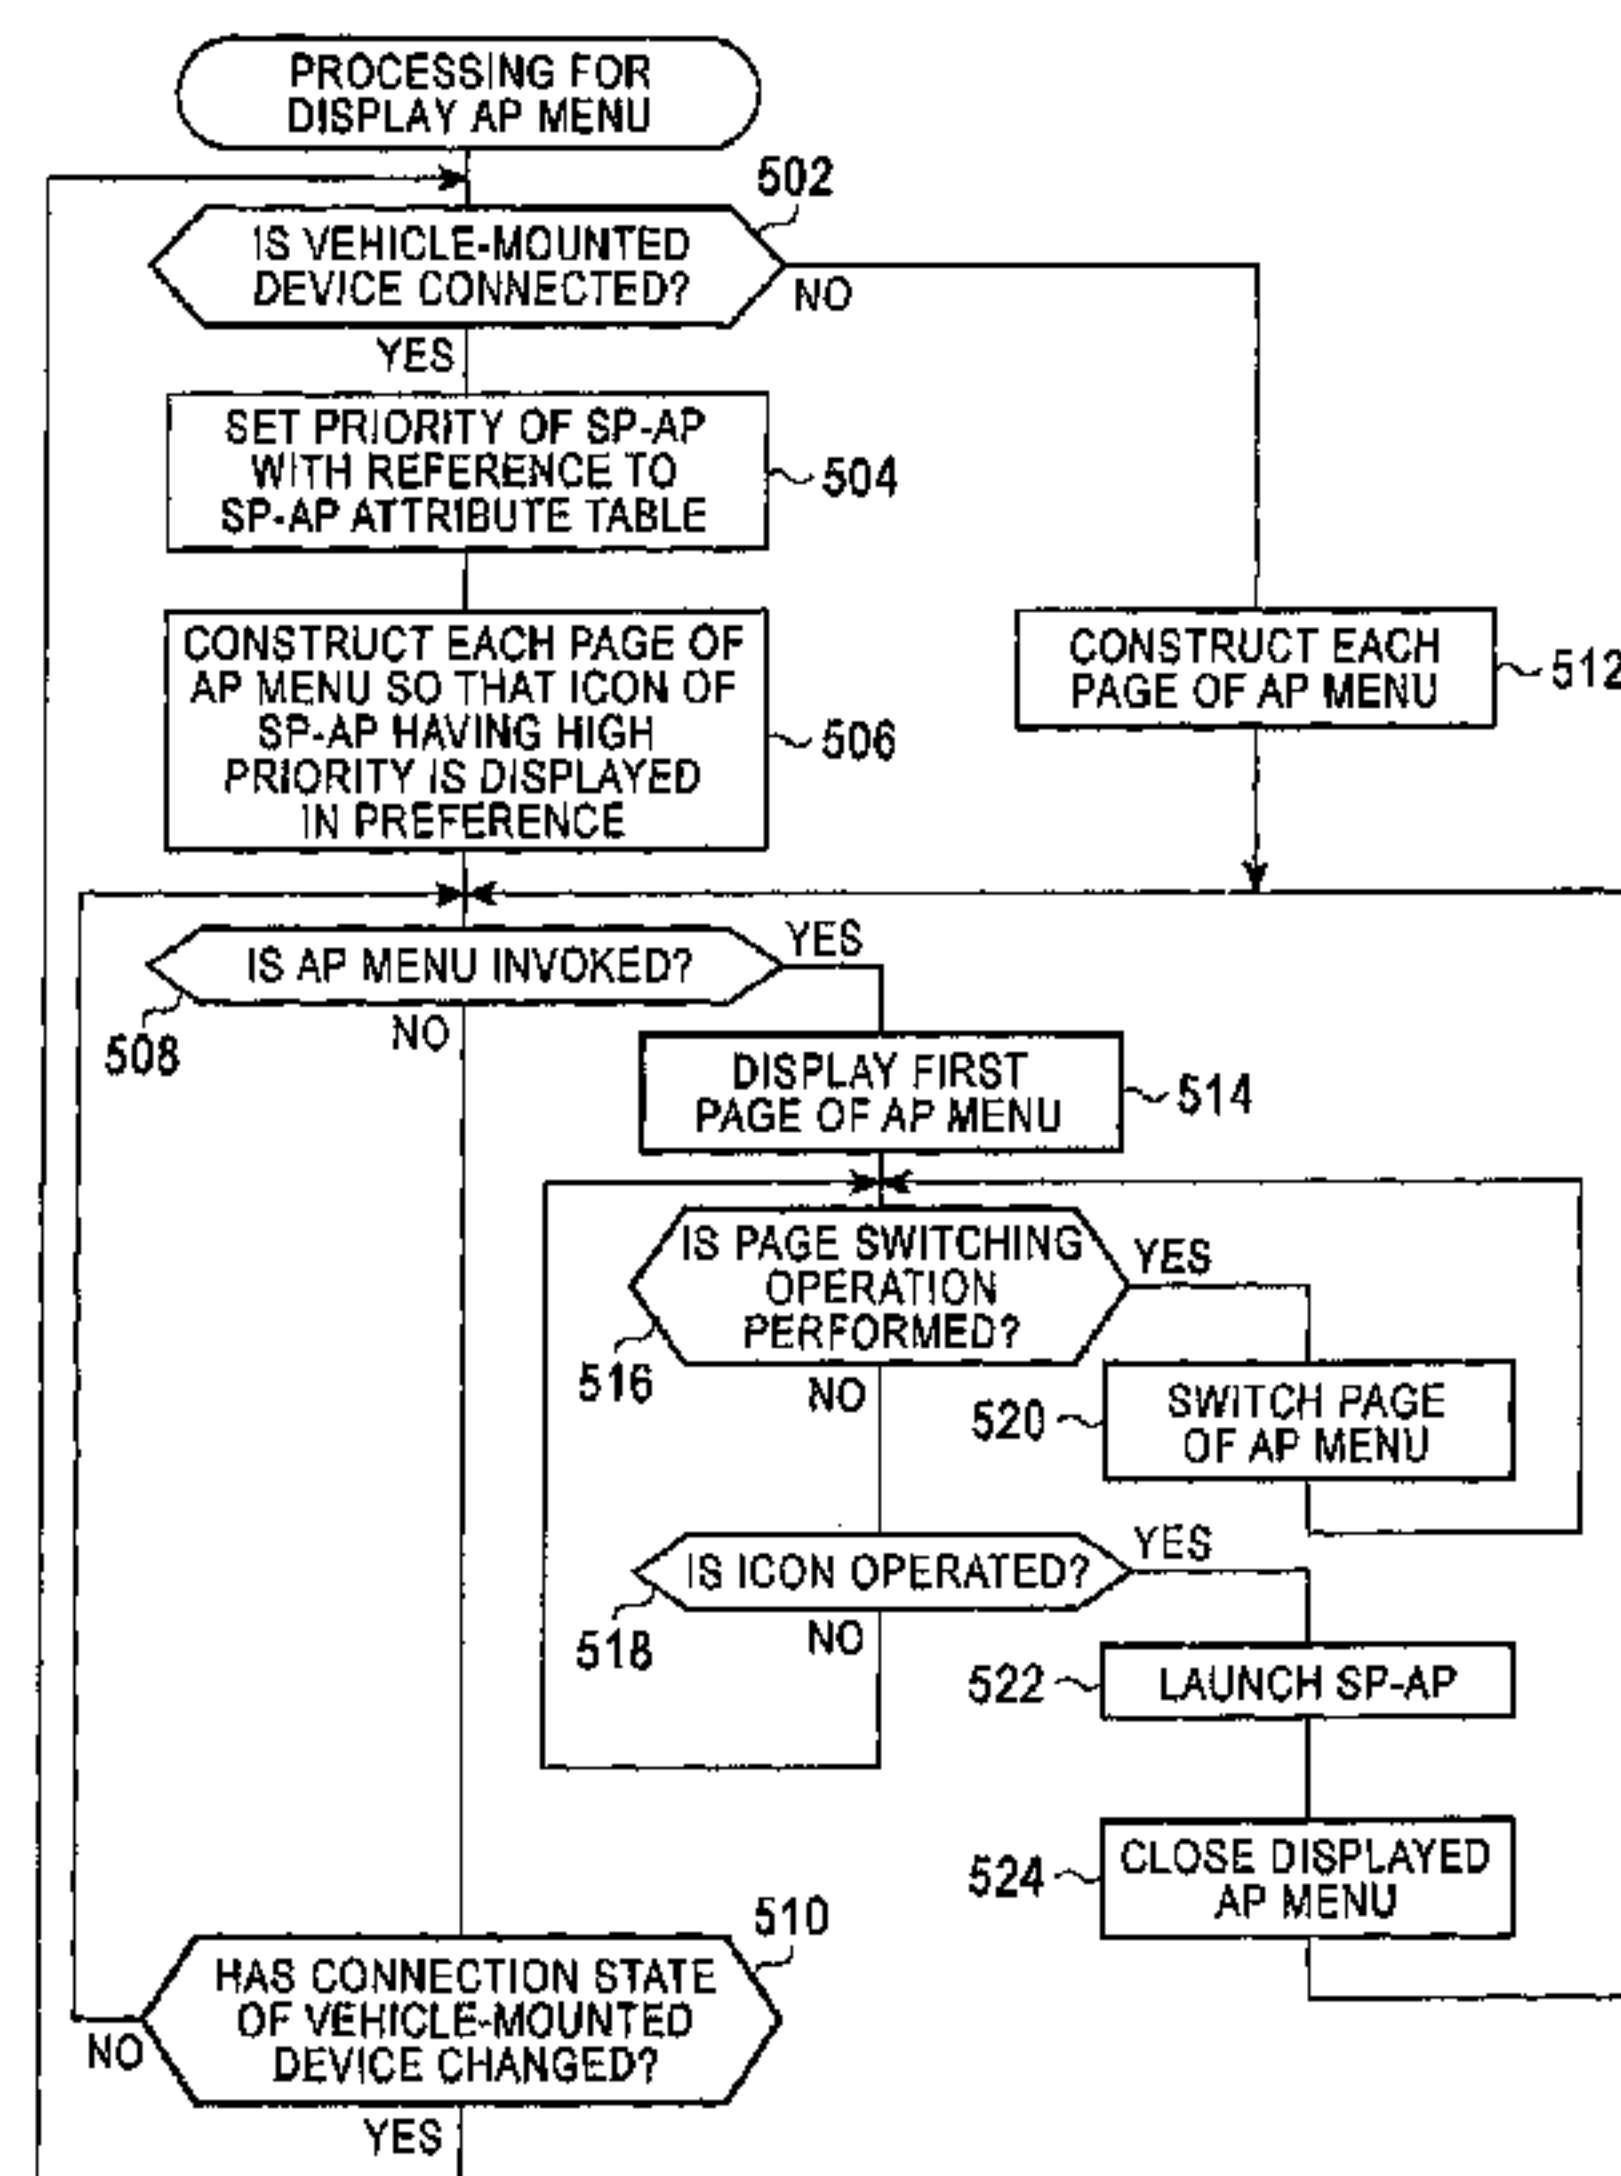 PROCESSING FOR
DISPLAY AP MENU
502
IS VEHICLE-MOUNTED
DEVICE CONNECTED?
NO
YES
SET PRIORITY OF SP-AP
WITH REFERENCE TO
SP-AP ATTRIBUTE TABLE
504
CONSTRUCT EACH PAGE OF
AP MENU SO THAT ICON OF
SP-AP HAVING HIGH
PRIORITY IS DISPLAYED
IN PREFERENCE
506
CONSTRUCT EACH
PAGE OF AP MENU
512
IS AP MENU INVOKED?
YES
508
NO
DISPLAY FIRST
PAGE OF AP MENU
514
IS PAGE SWITCHING
OPERATION
PERFORMED?
YES
516
NO
520
SWITCH PAGE
OF AP MENU
IS ICON OPERATED?
YES
518
NO
522
LAUNCH SP-AP
524
CLOSE DISPLAYED
AP MENU
510
HAS CONNECTION STATE
OF VEHICLE-MOUNTED
DEVICE CHANGED?
NO
YES